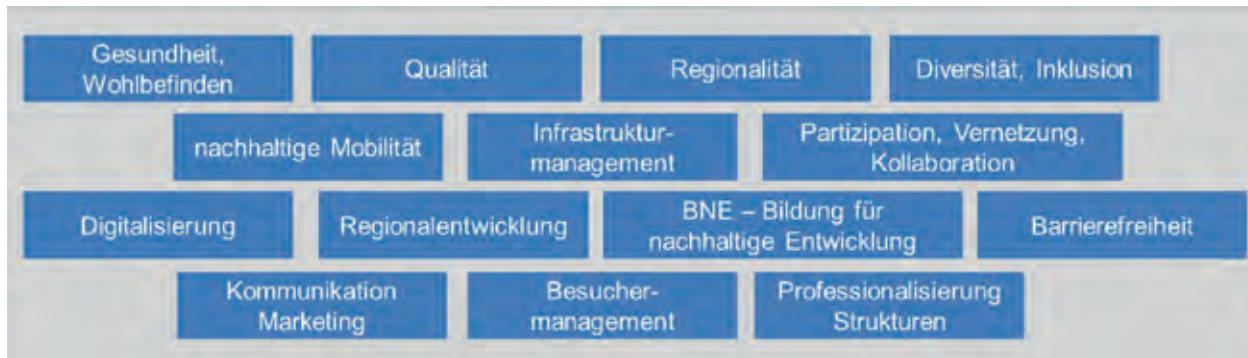 Gesundheit,
Wohlbefinden
Qualität
Regionalität
Diversität, Inklusion
nachhaltige Mobilität
Infrastruktur-
management
Partizipation, Vernetzung,
Kollaboration
Digitalisierung
Regionalentwicklung
BNE – Bildung für
nachhaltige Entwicklung
Barrierefreiheit
Kommunikation
Marketing
Besucher-
management
Professionalisierung
Strukturen